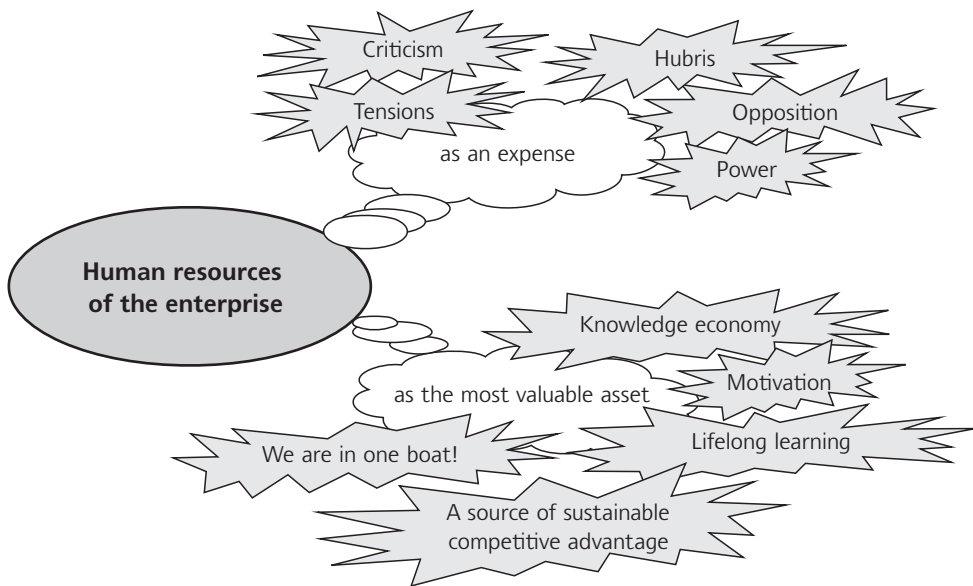 Criticism
Hubris
Tensions
Opposition
as an expense
Power
Human resources
of the enterprise
Knowledge economy
Motivation
as the most valuable asset
Lifelong learning
We are in one boat!
A source of sustainable
competitive advantage